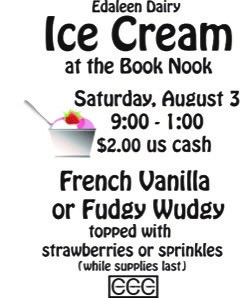 Edaleen Dairy
Ice Cream
at the Book Nook
Saturday, August 3
9:00 - 1:00
$2.00 us cash
French Vanilla
or Fudgy Wudgy
topped with
strawberries or sprinkles
(while supplies last)
CCC